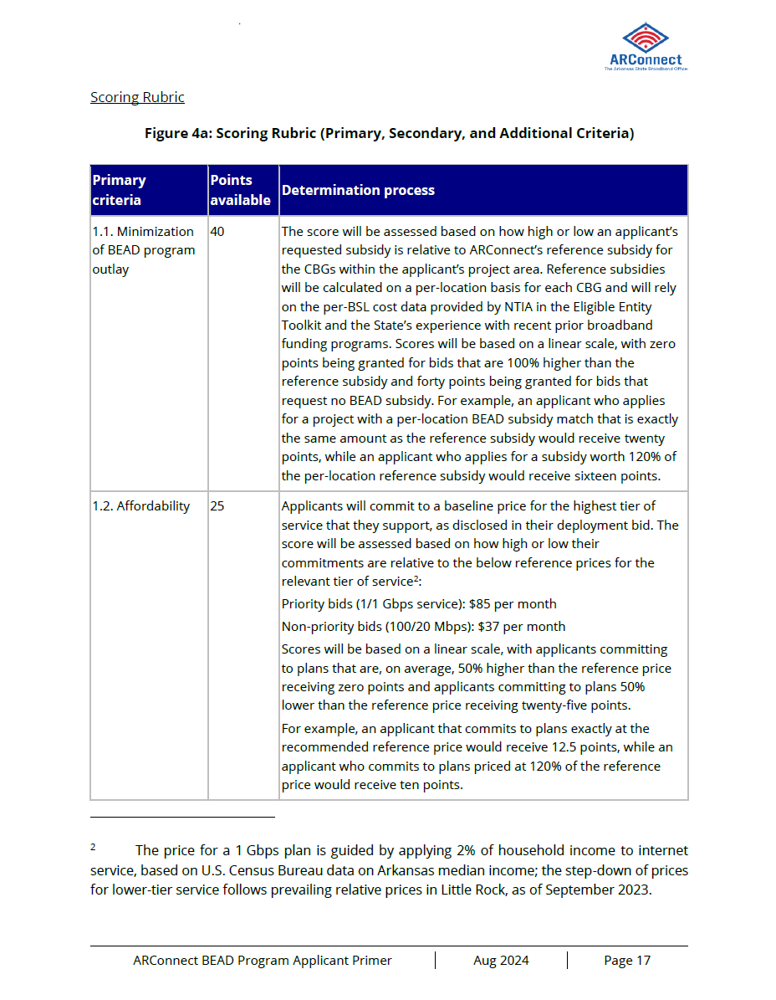 ARConnect
The Arkansas State Broadband Office
Scoring Rubric
Figure 4a: Scoring Rubric (Primary, Secondary, and Additional Criteria)
Primary
criteria
Points
available
Determination process
1.1. Minimization
of BEAD program
outlay
40
The score will be assessed based on how high or low an applicant’s
requested subsidy is relative to ARConnect’s reference subsidy for
the CBGs within the applicant’s project area. Reference subsidies
will be calculated on a per-location basis for each CBG and will rely
on the per-BSL cost data provided by NTIA in the Eligible Entity
Toolkit and the State’s experience with recent prior broadband
funding programs. Scores will be based on a linear scale, with zero
points being granted for bids that are 100% higher than the
reference subsidy and forty points being granted for bids that
request no BEAD subsidy. For example, an applicant who applies
for a project with a per-location BEAD subsidy match that is exactly
the same amount as the reference subsidy would receive twenty
points, while an applicant who applies for a subsidy worth 120% of
the per-location reference subsidy would receive sixteen points.
1.2. Affordability
25
Applicants will commit to a baseline price for the highest tier of
service that they support, as disclosed in their deployment bid. The
score will be assessed based on how high or low their
commitments are relative to the below reference prices for the
relevant tier of service²:
Priority bids (1/1 Gbps service): $85 per month
Non-priority bids (100/20 Mbps): $37 per month
Scores will be based on a linear scale, with applicants committing
to plans that are, on average, 50% higher than the reference price
receiving zero points and applicants committing to plans 50%
lower than the reference price receiving twenty-five points.
For example, an applicant that commits to plans exactly at the
recommended reference price would receive 12.5 points, while an
applicant who commits to plans priced at 120% of the reference
price would receive ten points.
² The price for a 1 Gbps plan is guided by applying 2% of household income to internet
service, based on U.S. Census Bureau data on Arkansas median income; the step-down of prices
for lower-tier service follows prevailing relative prices in Little Rock, as of September 2023.
ARConnect BEAD Program Applicant Primer | Aug 2024 | Page 17